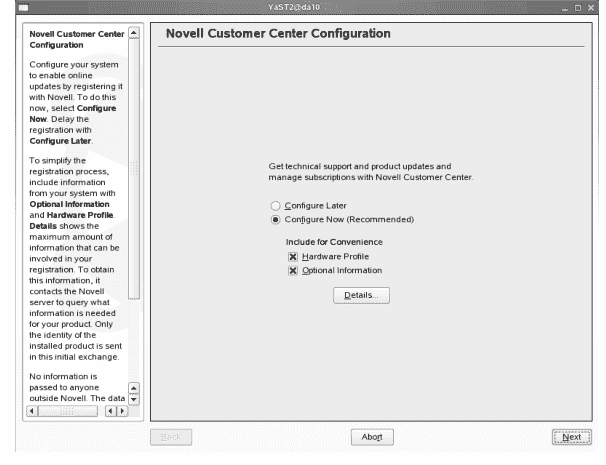 YaST2@da10
Novell Customer Center
Configuration
Configure your system
to enable online
updates by registering it
with Novell. To do this
now, select Configure
Now. Delay the
registration with
Configure Later.
To simplify the
registration process,
include information
from your system with
Optional Information
and Hardware Profile.
Details shows the
maximum amount of
information that can be
involved in your
registration. To obtain
this information, it
contacts the Novell
server to query what
information is needed
for your product. Only
the identity of the
installed product is sent
in this initial exchange.
No information is
passed to anyone
outside Novell. The data
Novell Customer Center Configuration
Get technical support and product updates and
manage subscriptions with Novell Customer Center.
Configure Later
Configure Now (Recommended)
Include for Convenience
Hardware Profile
Optional Information
Details...
Back
Abort
Next